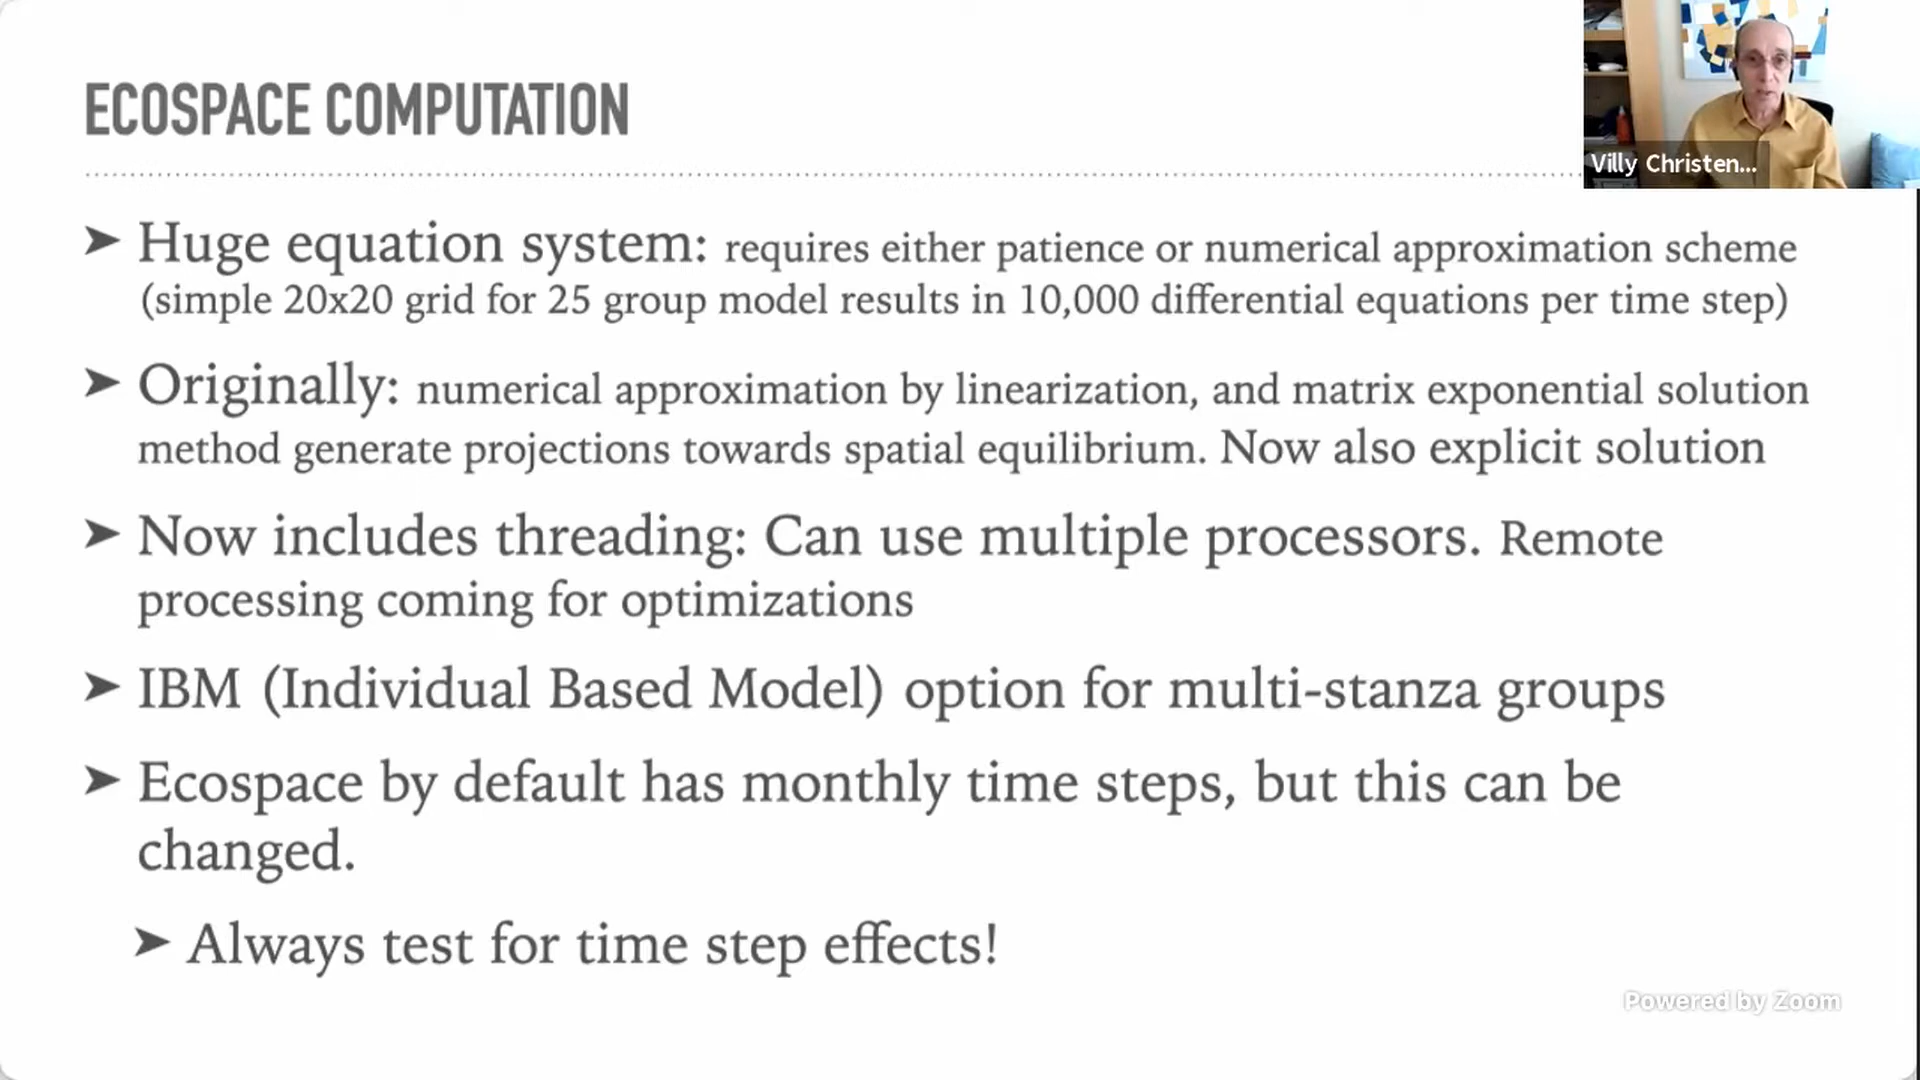 ECOSPACE COMPUTATION
Villy Christen...
➤ Huge equation system: requires either patience or numerical approximation scheme
(simple 20x20 grid for 25 group model results in 10,000 differential equations per time step)
➤ Originally: numerical approximation by linearization, and matrix exponential solution
method generate projections towards spatial equilibrium. Now also explicit solution
➤ Now includes threading: Can use multiple processors. Remote
processing coming for optimizations
➤ IBM (Individual Based Model) option for multi-stanza groups
➤ Ecospace by default has monthly time steps, but this can be
changed.
➤ Always test for time step effects!
Powered by Zoom